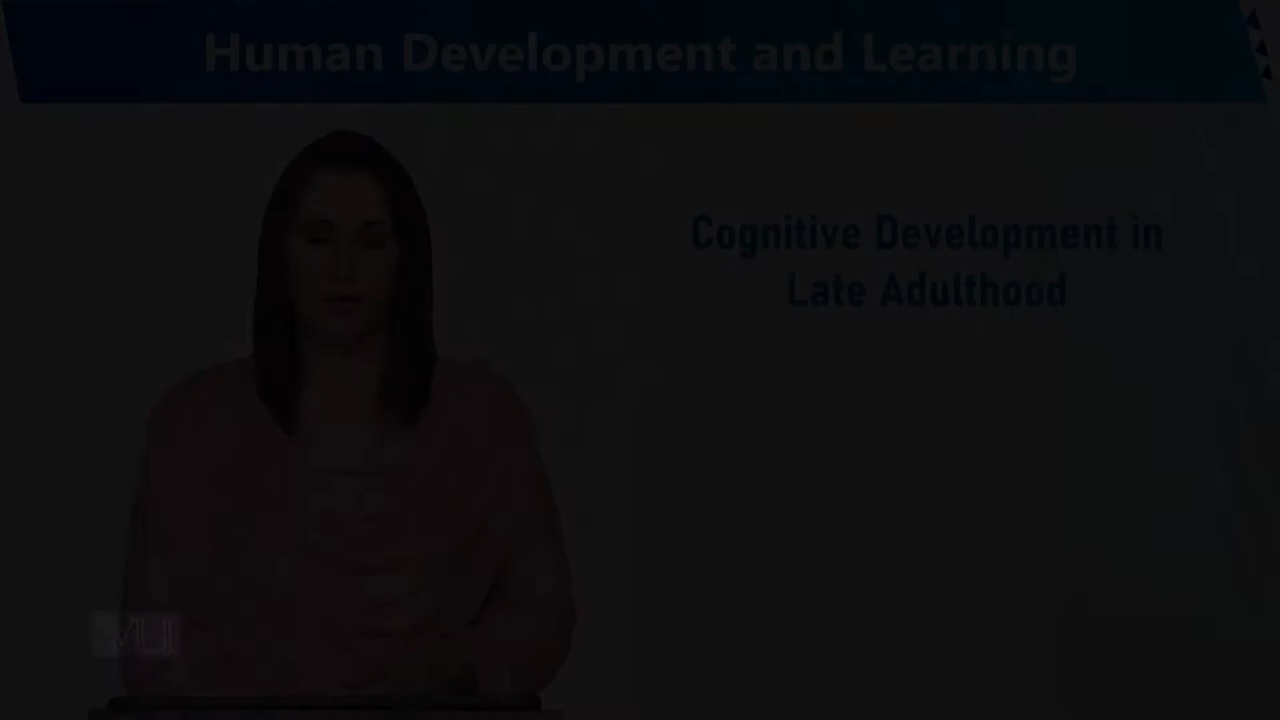 Human Development and Learning
Cognitive Development in
Late Adulthood